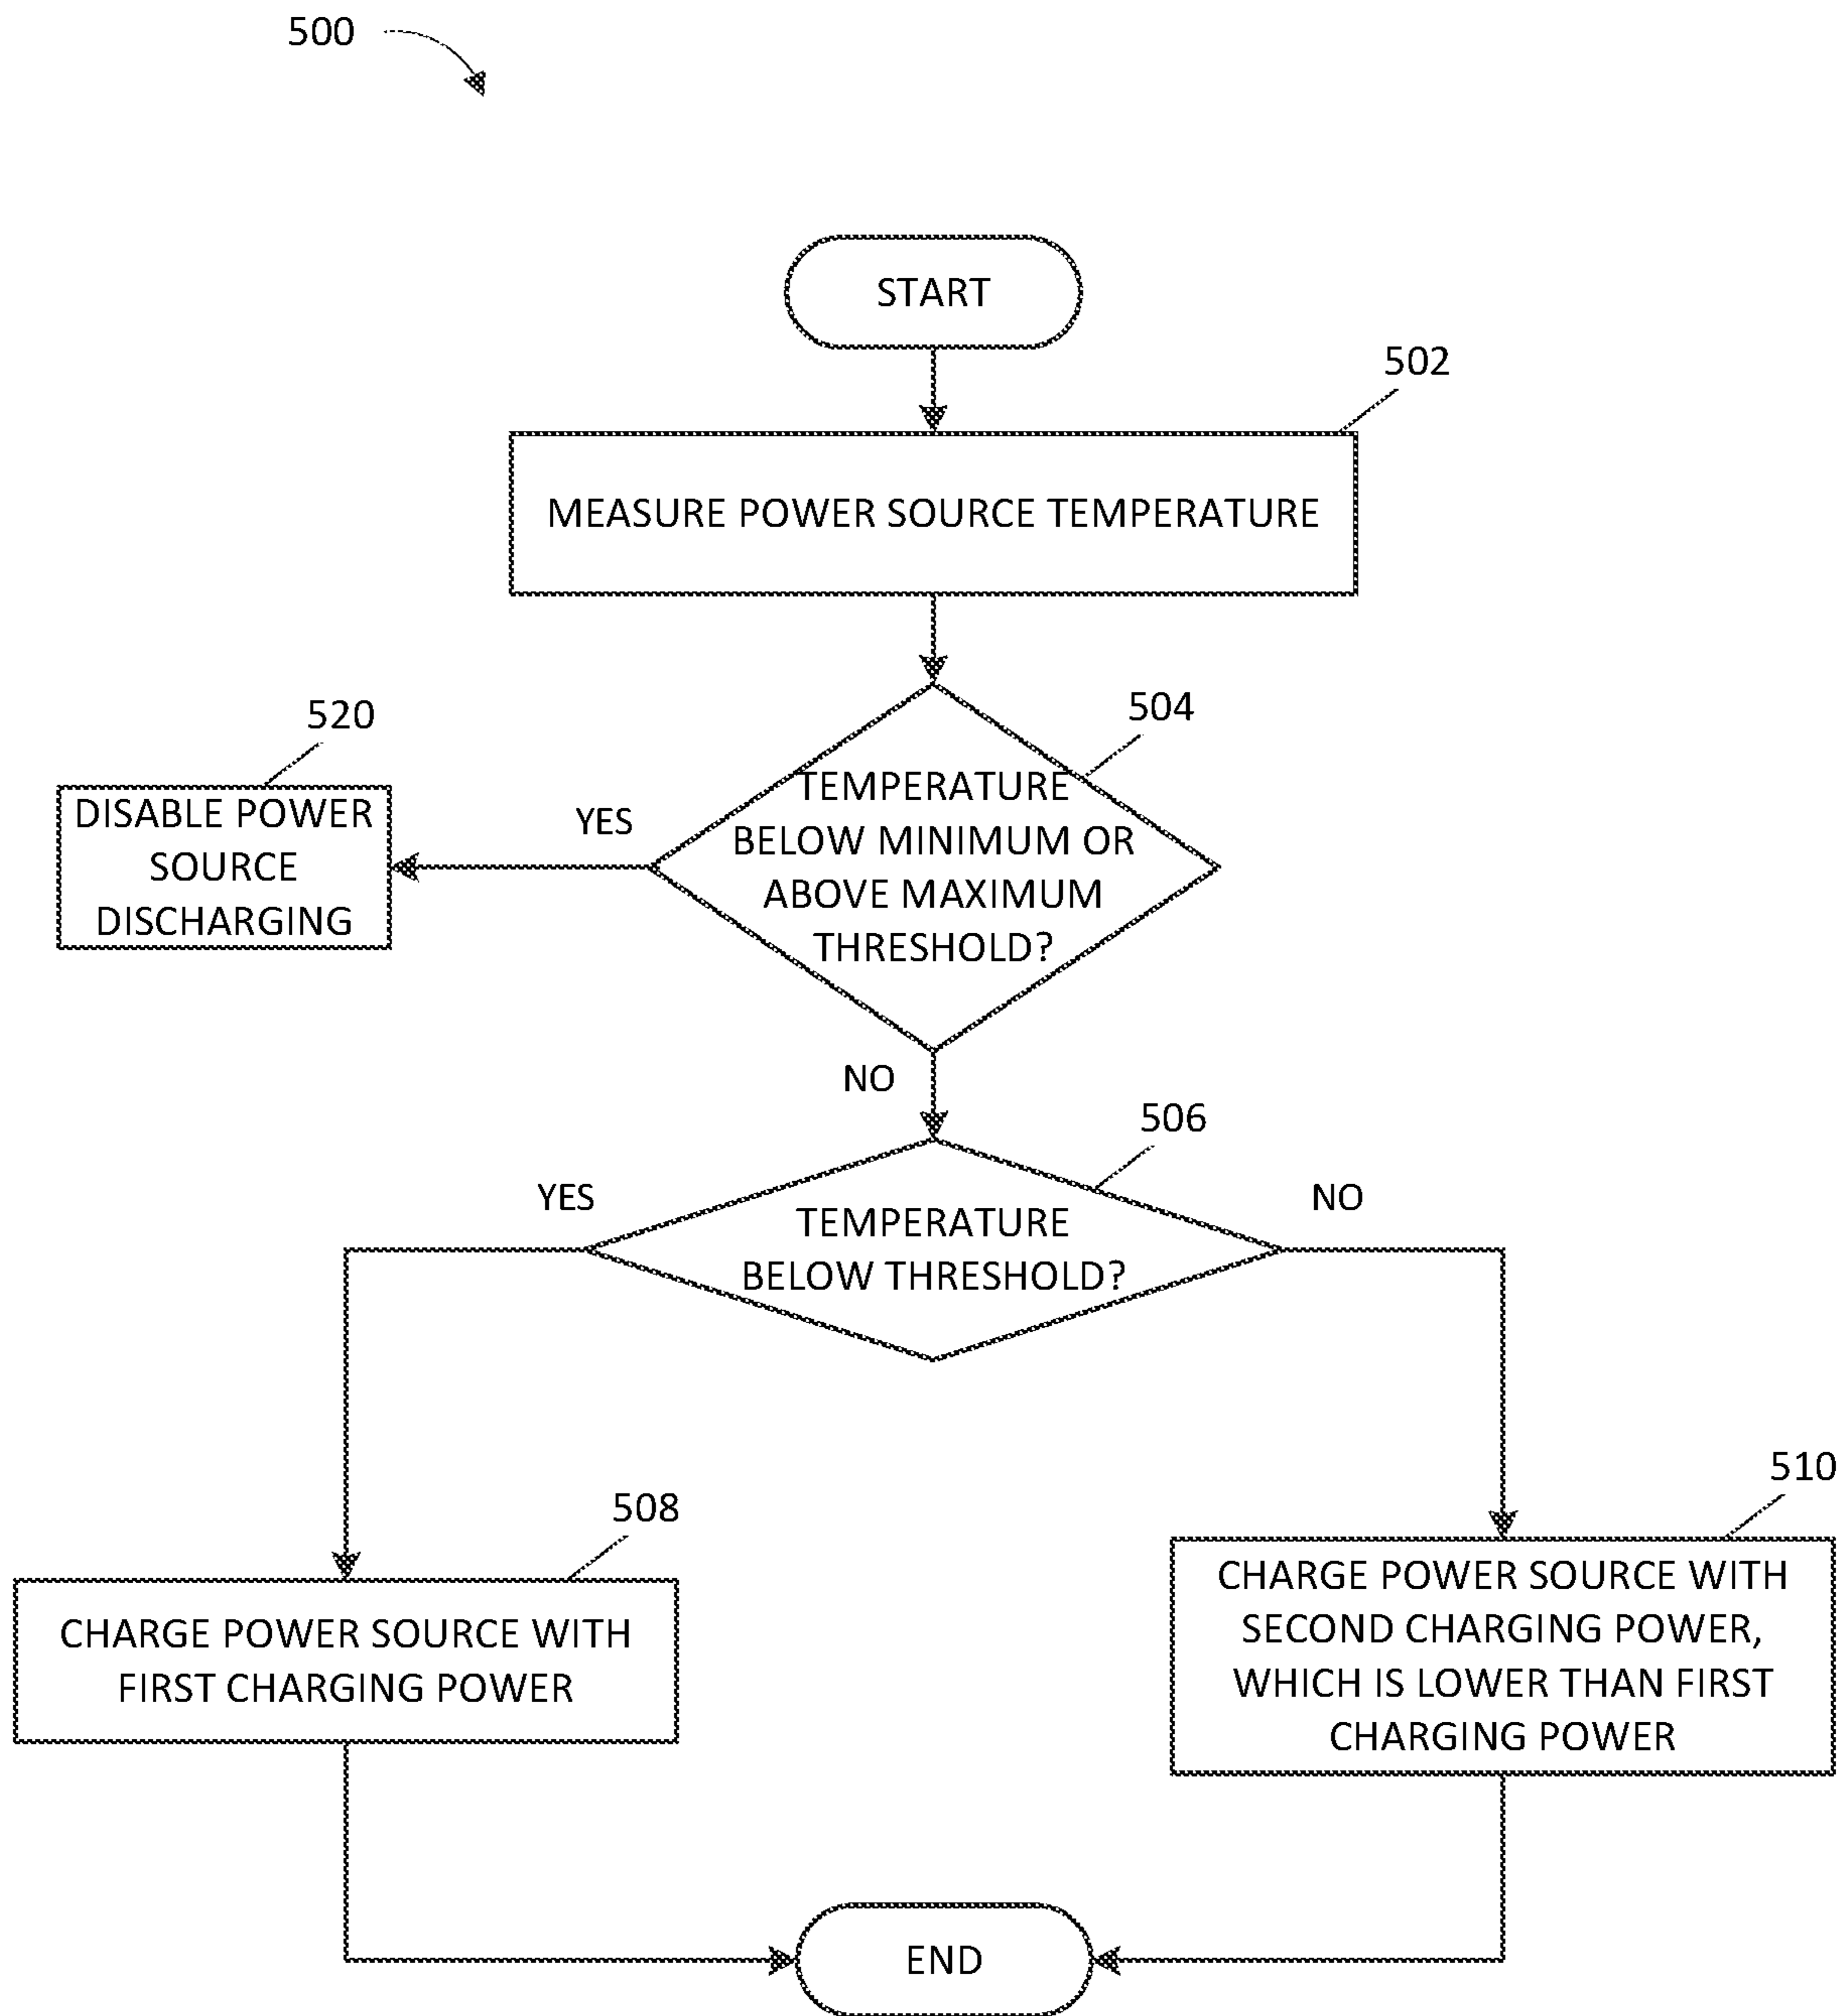 500
START
502
MEASURE POWER SOURCE TEMPERATURE
504
TEMPERATURE
BELOW MINIMUM OR
ABOVE MAXIMUM
THRESHOLD?
YES
520
DISABLE POWER
SOURCE
DISCHARGING
NO
506
TEMPERATURE
BELOW THRESHOLD?
YES
NO
508
CHARGE POWER SOURCE WITH
FIRST CHARGING POWER
510
CHARGE POWER SOURCE WITH
SECOND CHARGING POWER,
WHICH IS LOWER THAN FIRST
CHARGING POWER
END